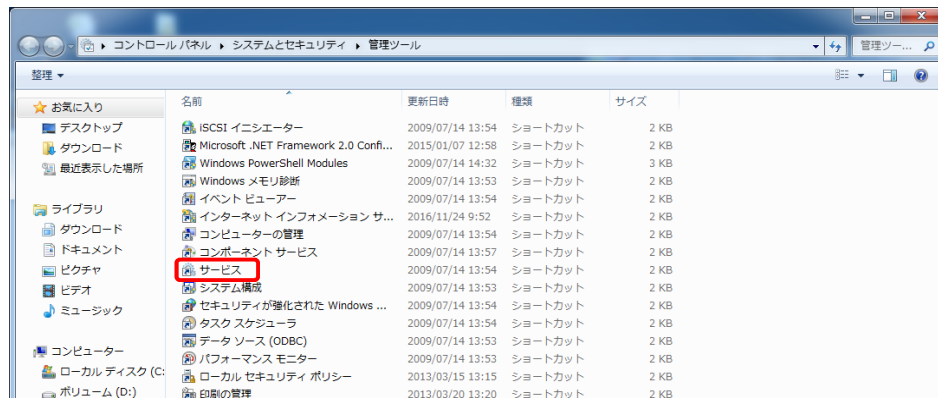 コントロール パネル ▸ システムとセキュリティ ▸ 管理ツール
管理ツー...
整理 ▼
お気に入り
デスクトップ
ダウンロード
最近表示した場所
ライブラリ
ダウンロード
ドキュメント
ピクチャ
ビデオ
ミュージック
コンピューター
ローカル ディスク (C:
ボリューム (D:)
名前 更新日時 種類 サイズ
iSCSI イニシエーター 2009/07/14 13:54 ショートカット 2 KB
Microsoft .NET Framework 2.0 Confi... 2015/01/07 12:58 ショートカット 2 KB
Windows PowerShell Modules 2009/07/14 14:32 ショートカット 3 KB
Windows メモリ診断 2009/07/14 13:53 ショートカット 2 KB
イベント ビューアー 2009/07/14 13:54 ショートカット 2 KB
インターネット インフォメーション サ... 2016/11/24 9:52 ショートカット 2 KB
コンピューターの管理 2009/07/14 13:54 ショートカット 2 KB
コンポーネント サービス 2009/07/14 13:57 ショートカット 2 KB
サービス 2009/07/14 13:54 ショートカット 2 KB
システム構成 2009/07/14 13:53 ショートカット 2 KB
セキュリティが強化された Windows ... 2009/07/14 13:54 ショートカット 2 KB
タスク スケジューラ 2009/07/14 13:54 ショートカット 2 KB
データ ソース (ODBC) 2009/07/14 13:53 ショートカット 2 KB
パフォーマンス モニター 2009/07/14 13:53 ショートカット 2 KB
ローカル セキュリティ ポリシー 2013/03/15 13:15 ショートカット 2 KB
印刷の管理 2013/03/20 13:20 ショートカット 2 KB